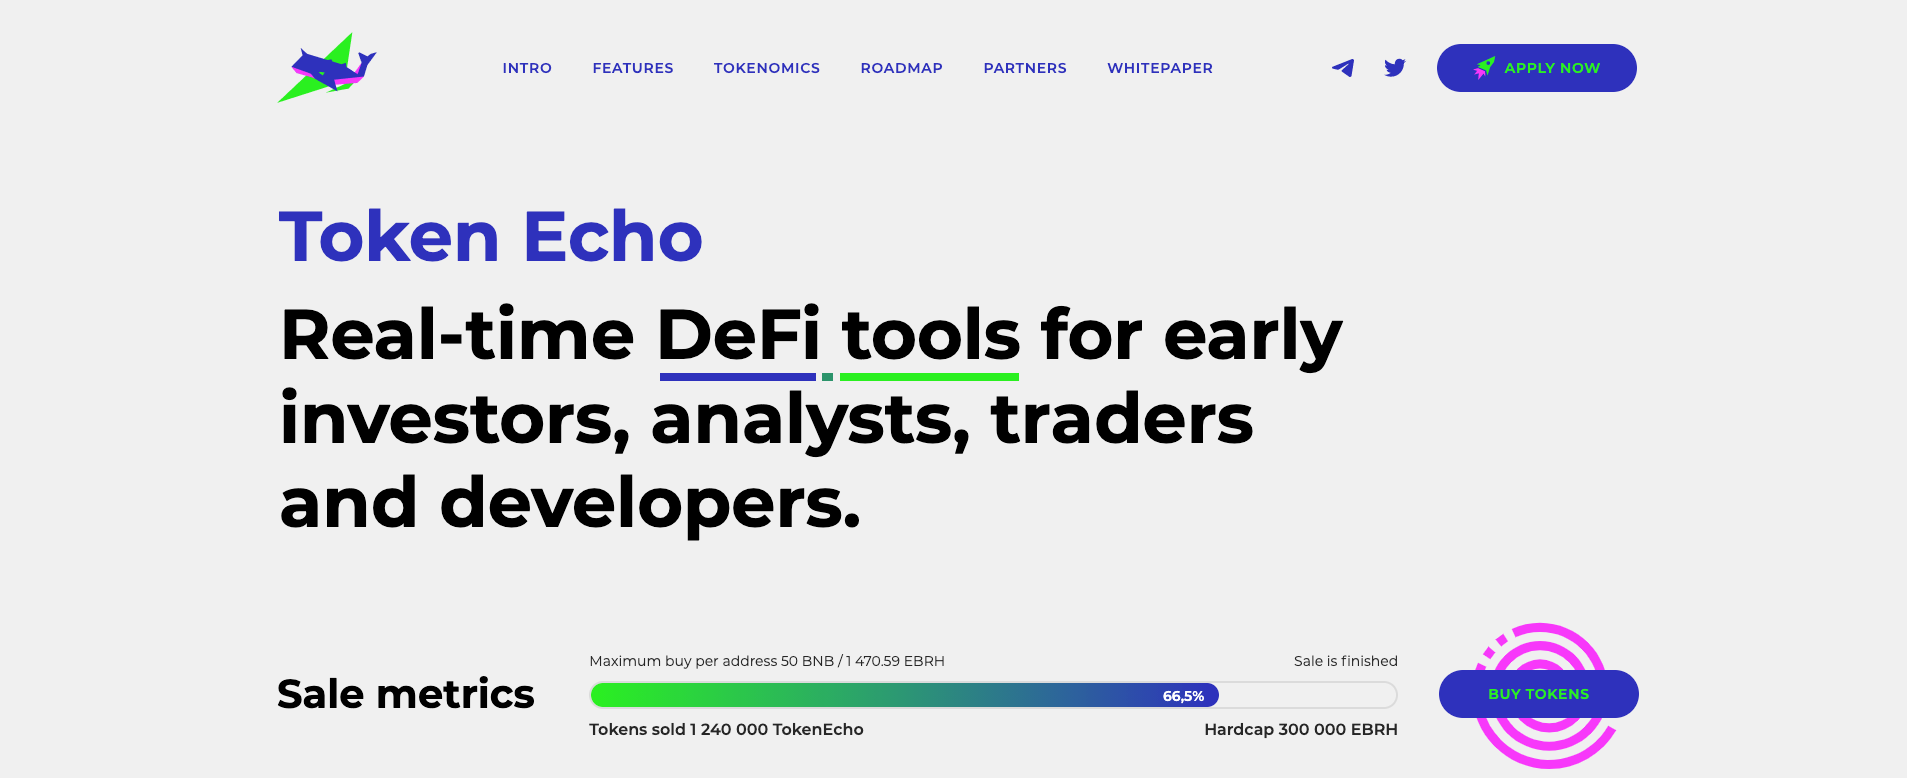 INTRO FEATURES TOKENOMICS ROADMAP PARTNERS WHITEPAPER APPLY NOW
Token Echo
Real-time DeFi tools for early
investors, analysts, traders
and developers.
Maximum buy per address 50 BNB / 1 470.59 EBRH Sale is finished
Sale metrics 66,5% BUY TOKENS
Tokens sold 1 240 000 TokenEcho Hardcap 300 000 EBRH